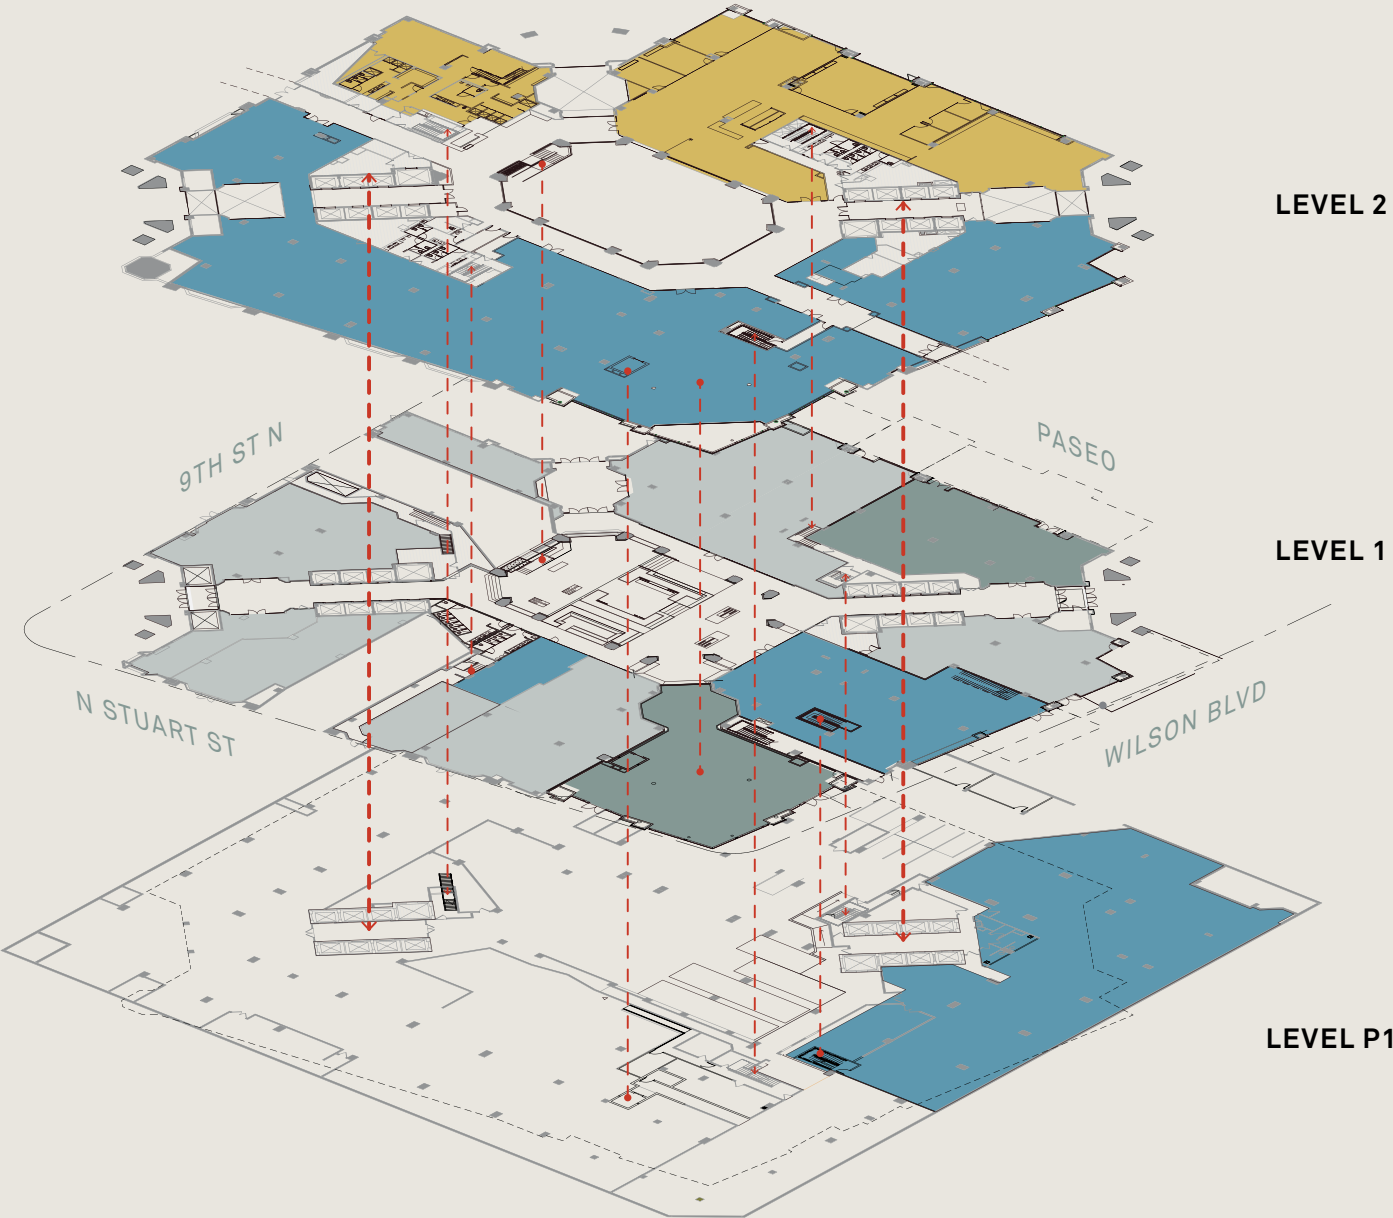 LEVEL 2
9TH ST N
PASEO
LEVEL 1
N STUART ST
WILSON BLVD
LEVEL P1